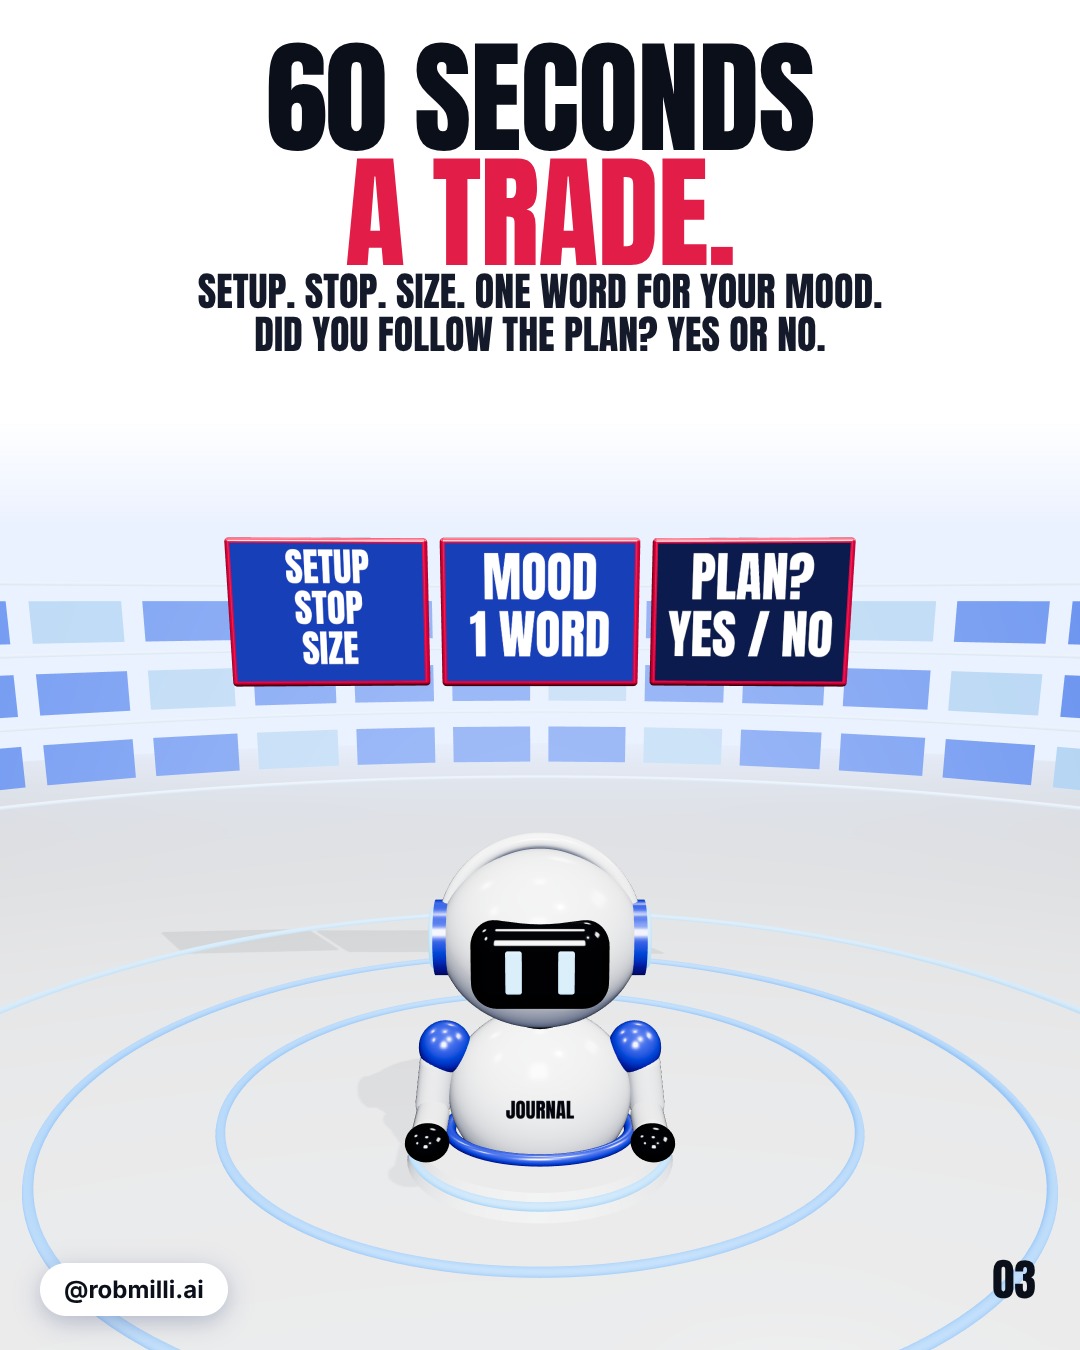 60 SECONDS
A TRADE.
SETUP. STOP. SIZE. ONE WORD FOR YOUR MOOD.
DID YOU FOLLOW THE PLAN? YES OR NO.
SETUP
STOP
SIZE
MOOD
1 WORD
PLAN?
YES / NO
JOURNAL
@robmilli.ai
03